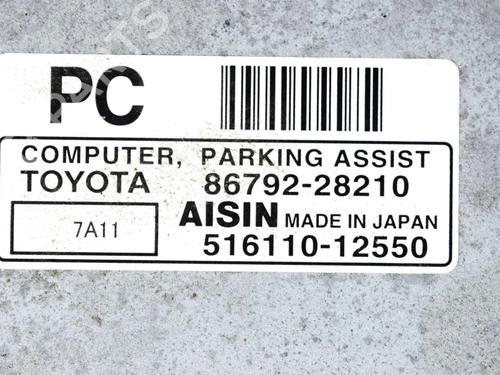 PC
COMPUTER, PARKING ASSIST
TOYOTA 86792-28210
7A11
AISIN MADE IN JAPAN
516110-12550